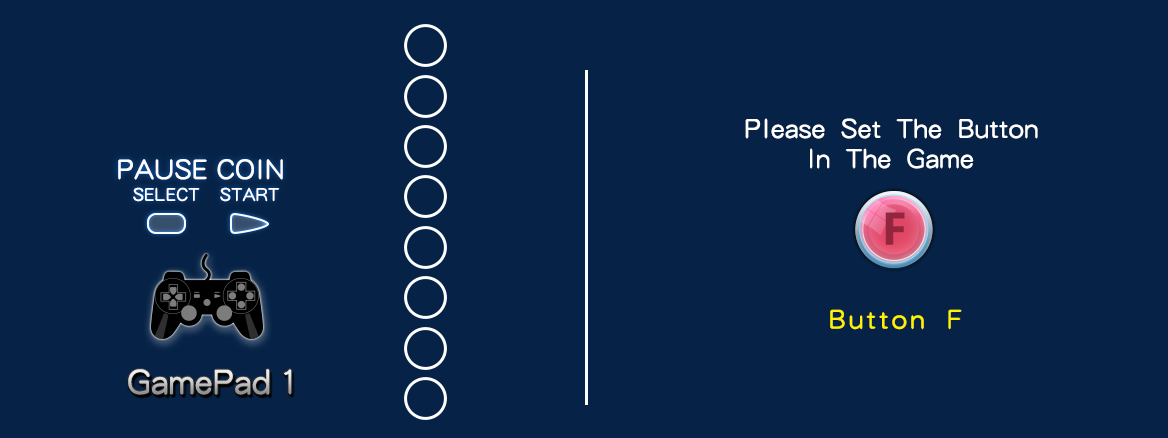 PAUSE COIN
SELECT START
GamePad 1
Please Set The Button
In The Game
F
Button F